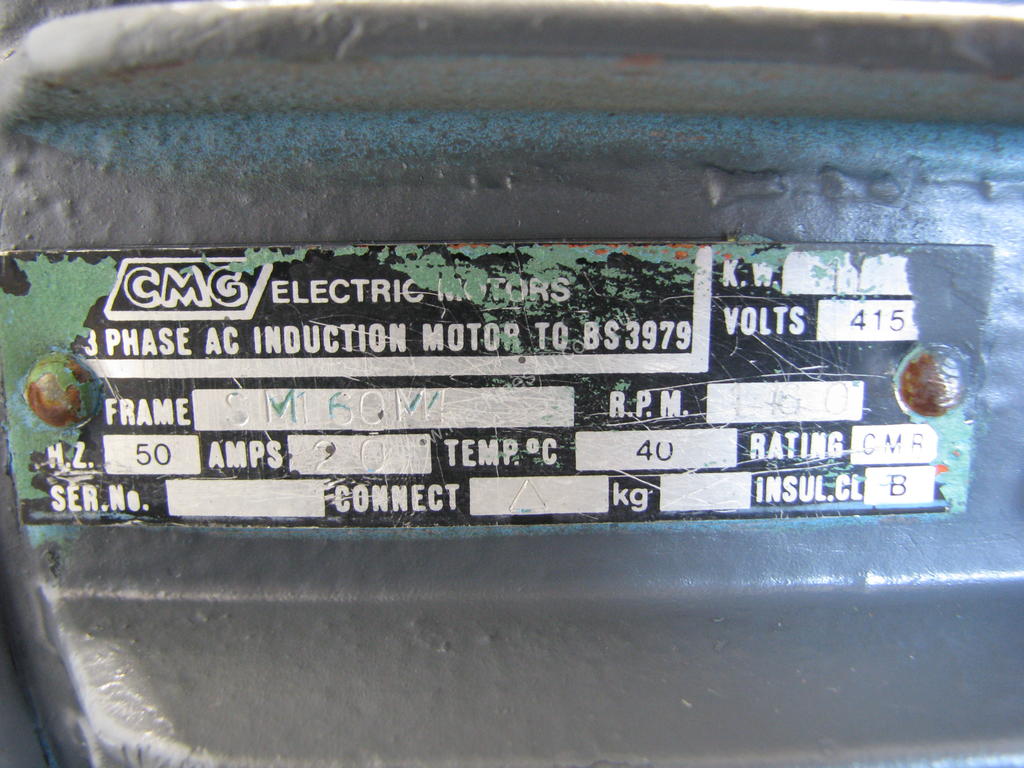 CMG ELECTRIC MOTORS
3 PHASE AC INDUCTION MOTOR TO BS3979
K.W.
VOLTS 415
FRAME R.P.M.
H.Z. 50 AMPS 20 TEMP.ºC 40 RATING CMR
SER.No. CONNECT △ kg INSUL.CL B